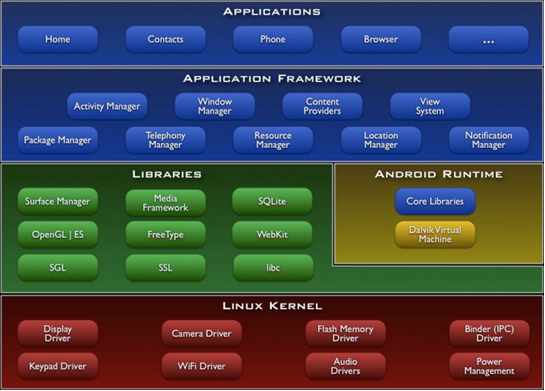 APPLICATIONS
Home
Contacts
Phone
Browser
...
APPLICATION FRAMEWORK
Activity Manager
Window
Manager
Content
Providers
View
System
Package Manager
Telephony
Manager
Resource
Manager
Location
Manager
Notification
Manager
LIBRARIES
Surface Manager
Media
Framework
SQLite
OpenGL | ES
FreeType
WebKit
SGL
SSL
libc
ANDROID RUNTIME
Core Libraries
Dalvik Virtual
Machine
LINUX KERNEL
Display
Driver
Camera Driver
Flash Memory
Driver
Binder (IPC)
Driver
Keypad Driver
WiFi Driver
Audio
Drivers
Power
Management